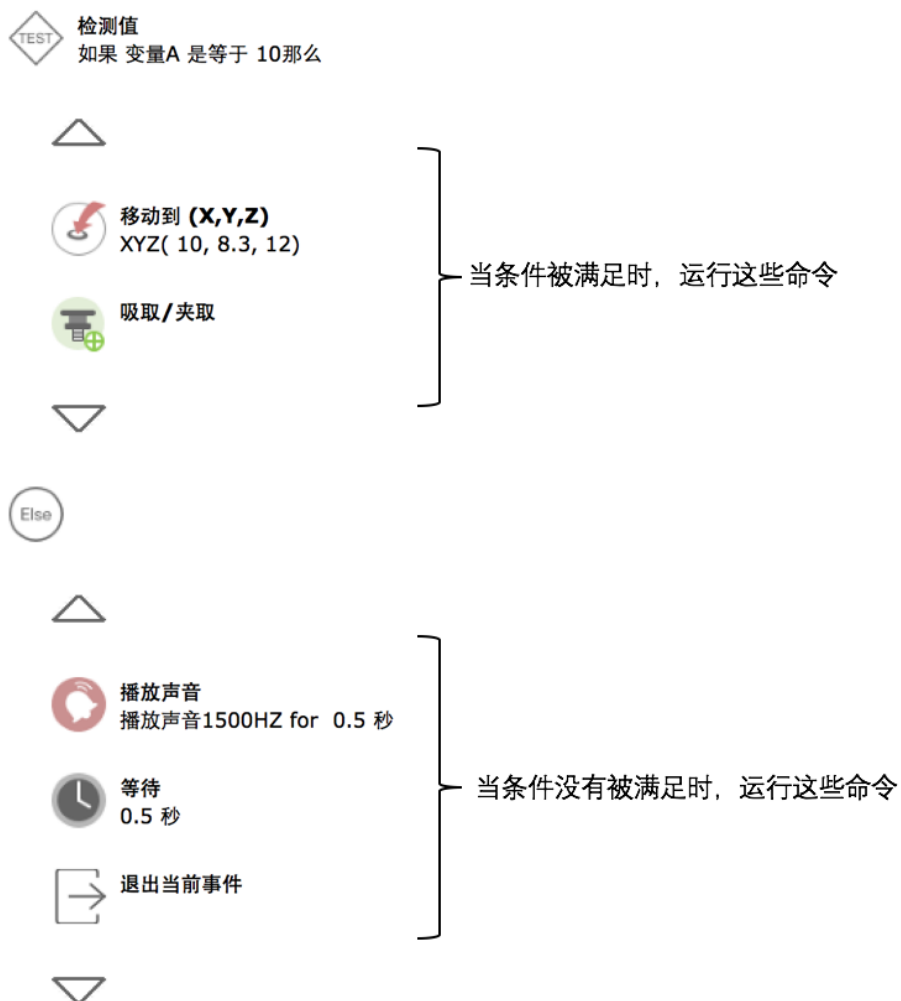 TEST
检测值
如果 变量A 是等于 10那么
移动到 (X,Y,Z)
XYZ( 10, 8.3, 12)
当条件被满足时，运行这些命令
吸取/夹取
Else
播放声音
播放声音1500HZ for  0.5 秒
等待
0.5 秒
当条件没有被满足时，运行这些命令
退出当前事件